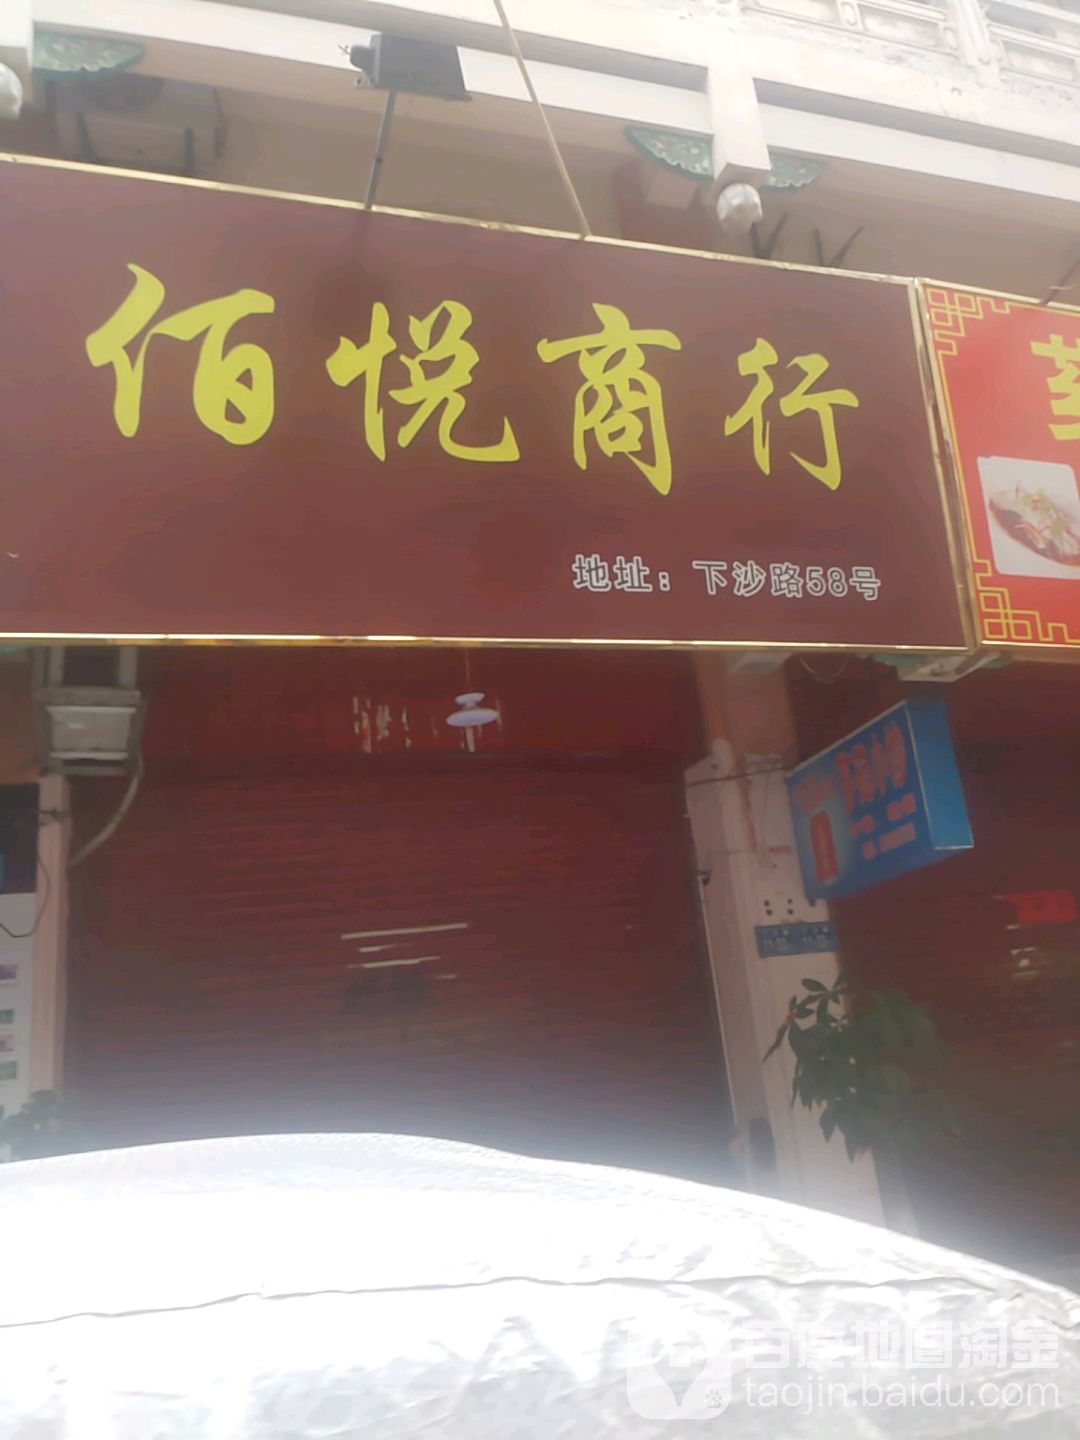 佰悦商行
地址：下沙路58号
百度地图淘金
taojin.baidu.com